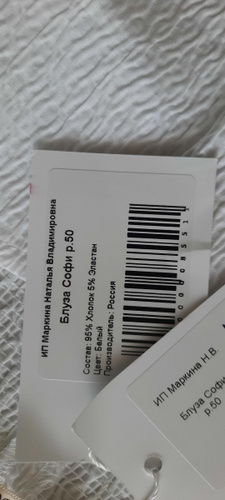 ИП Маркина Наталья Владимировна
Блуза Софи р.50
Состав: 95% Хлопок 5% Эластан
Цвет: Белый
Производитель: Россия
ИП Маркина Н.В.
Блуза Софи
р.50